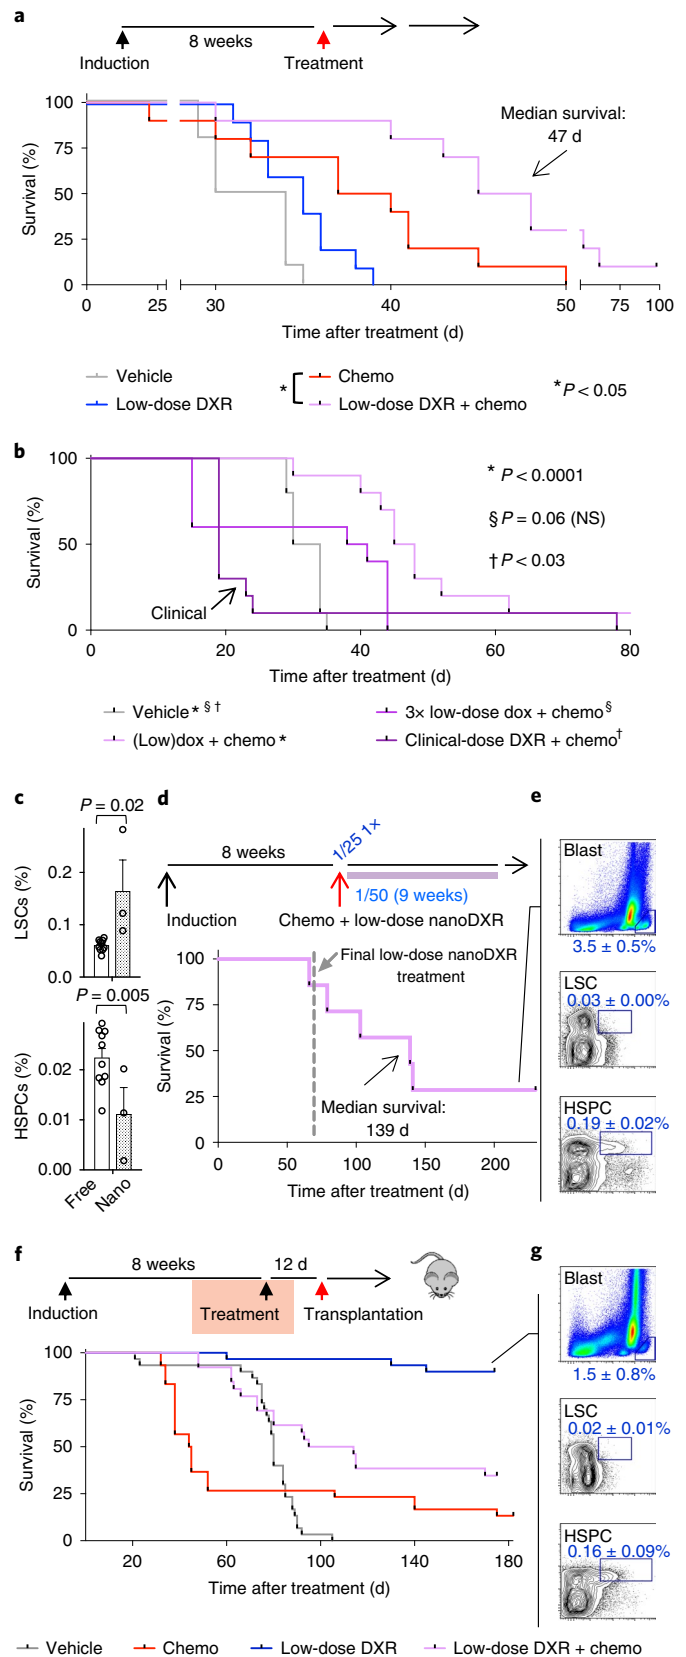 a
8 weeks
Induction
Treatment
Median survival:
47 d
100
75
50
25
0
Survival (%)
0 25 30 40 50 75 100
Time after treatment (d)
Vehicle
Low-dose DXR
*
Chemo
Low-dose DXR + chemo
*P < 0.05
b
100
50
0
Survival (%)
* P < 0.0001
§ P = 0.06 (NS)
† P < 0.03
Clinical
0 20 40 60 80
Time after treatment (d)
Vehicle * § †
(Low)dox + chemo *
3× low-dose dox + chemo§
Clinical-dose DXR + chemo†
c
P = 0.02
0.2
0.1
0.0
LSCs (%)
P = 0.005
0.02
0.01
0.00
HSPCs (%)
Free
Nano
d
8 weeks
1/25 1×
1/50 (9 weeks)
Induction
Chemo + low-dose nanoDXR
Final low-dose nanoDXR
treatment
100
75
50
25
0
Survival (%)
Median survival:
139 d
0 50 100 150 200
Time after treatment (d)
e
Blast
3.5 ± 0.5%
LSC
0.03 ± 0.00%
HSPC
0.19 ± 0.02%
f
8 weeks
12 d
Induction
Treatment
Transplantation
100
75
50
25
0
Survival (%)
20 60 100 140 180
Time after treatment (d)
g
Blast
1.5 ± 0.8%
LSC
0.02 ± 0.01%
HSPC
0.16 ± 0.09%
Vehicle
Chemo
Low-dose DXR
Low-dose DXR + chemo